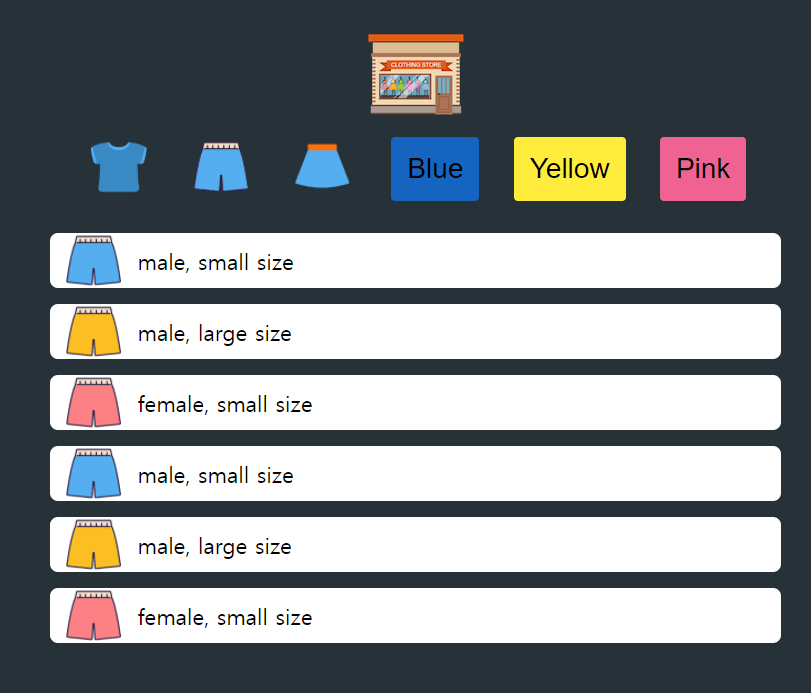 CLOTHING STORE
Blue
Yellow
Pink
male, small size
male, large size
female, small size
male, small size
male, large size
female, small size